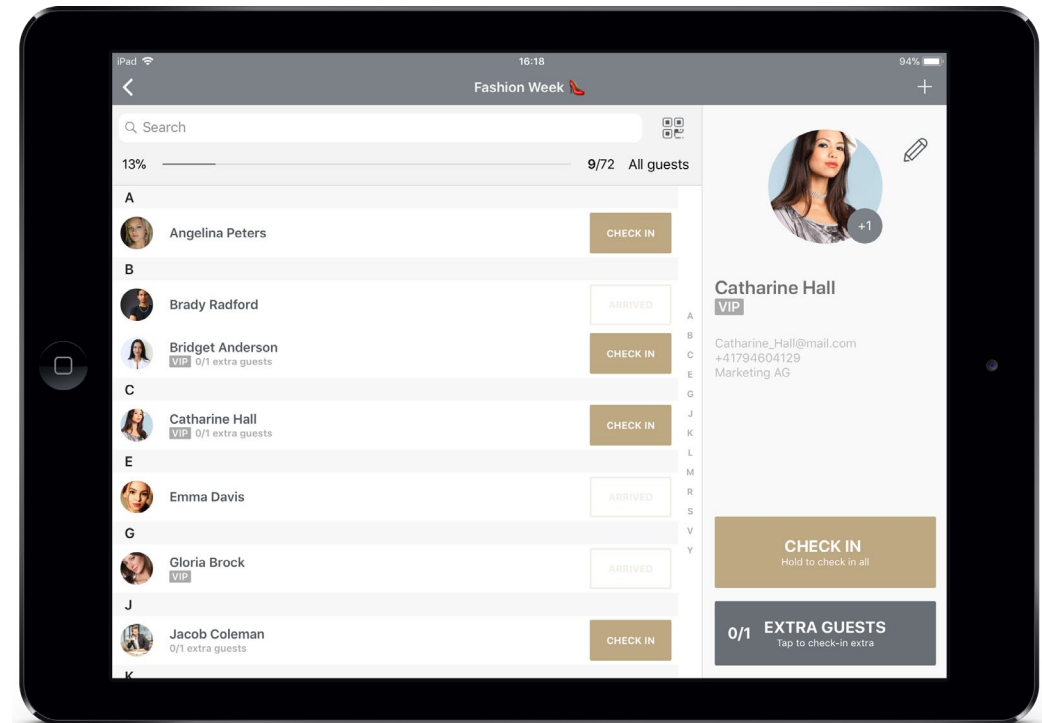 iPad
16:18
94%
Fashion Week
Search
13%
9/72 All guests
A
Angelina Peters
CHECK IN
B
Brady Radford
ARRIVED
Bridget Anderson
VIP 0/1 extra guests
CHECK IN
C
Catharine Hall
VIP 0/1 extra guests
CHECK IN
E
Emma Davis
ARRIVED
G
Gloria Brock
VIP
ARRIVED
J
Jacob Coleman
0/1 extra guests
CHECK IN
K
A
B
C
E
G
J
K
L
M
R
S
V
Y
+1
Catharine Hall
VIP
Catharine_Hall@mail.com
+41794604129
Marketing AG
CHECK IN
Hold to check in all
0/1 EXTRA GUESTS
Tap to check-in extra